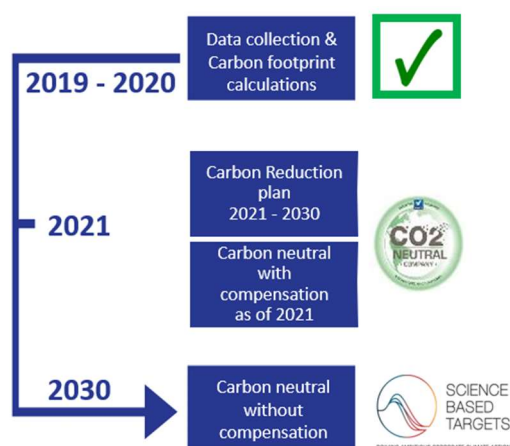 Data collection &
Carbon footprint
calculations
2019 - 2020
Carbon Reduction
plan
2021 - 2030
2021
CO2
NEUTRAL
COMPANY
Carbon neutral
with
compensation
as of 2021
2030
Carbon neutral
without
compensation
SCIENCE
BASED
TARGETS